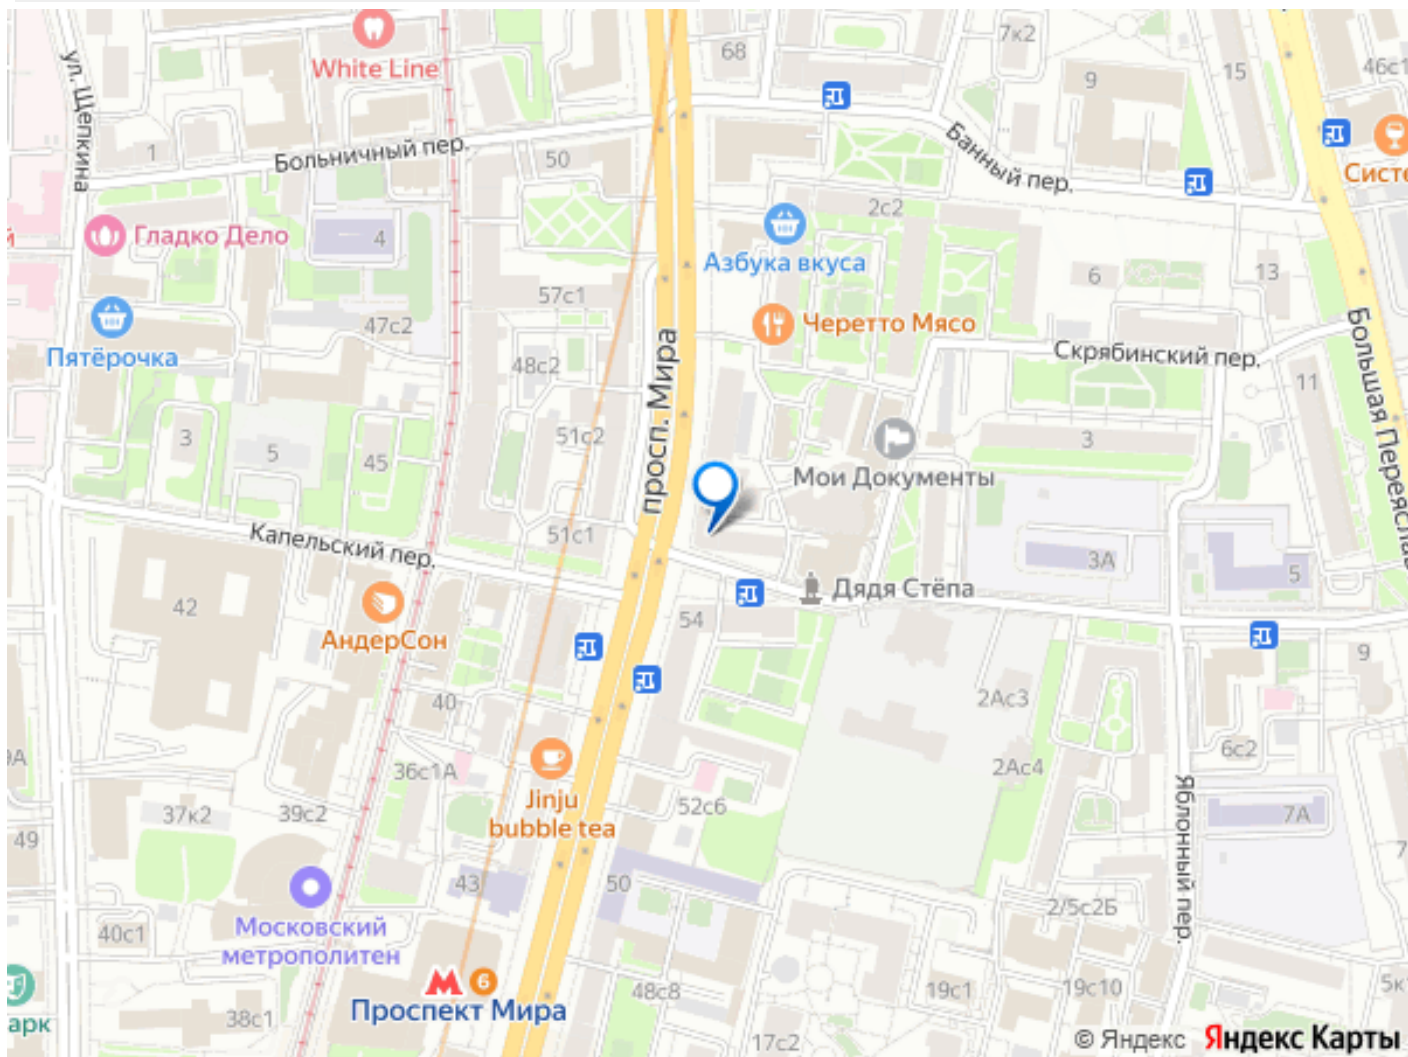 68
7к2
9
15
46с1
White Line
ул. Щепкина
1
Больничный пер.
50
Банный пер.
Систе
2с2
й
Гладко Дело
4
Азбука вкуса
6
13
57с1
47с2
Черетто Мясо
Пятёрочка
48с2
просп. Мира
Скрябинский пер.
Большая Переясла
11
3
5
45
51с2
3
Мои Документы
Капельский пер.
51с1
3А
5
42
Дядя Стёпа
АндерСон
54
9
40
2Ас3
9А
36с1А
2Ас4
6с2
Jinju
bubble tea
52с6
37к2
39с2
7А
Яблонный пер.
49
7
43
50
2/5с2Б
40с1
Московский
метрополитен
6
Проспект Мира
48с8
19с1
19с10
5к
38с1
арк
17с2
© Яндекс Яндекс Карты